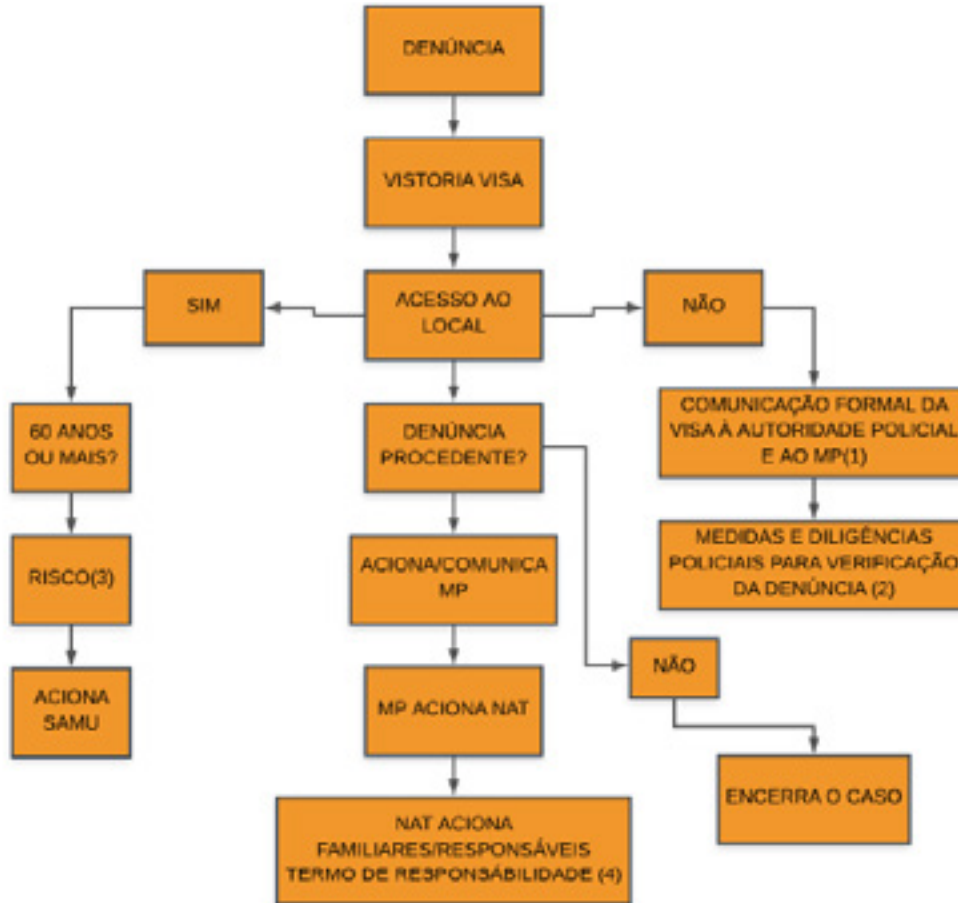 DENÚNCIA
VISTORIA VISA
SIM
ACESSO AO
LOCAL
NÃO
60 ANOS
OU MAIS?
DENÚNCIA
PROCEDENTE?
COMUNICAÇÃO FORMAL DA
VISA À AUTORIDADE POLICIAL
E AO MP(1)
RISCO(3)
ACIONA/COMUNICA
MP
MEDIDAS E DILIGÊNCIAS
POLICIAIS PARA VERIFICAÇÃO
DA DENÚNCIA (2)
ACIONA
SAMU
MP ACIONA NAT
NÃO
NAT ACIONA
FAMILIARES/RESPONSÁVEIS
TERMO DE RESPONSÁBILIDADE (4)
ENCERRA O CASO